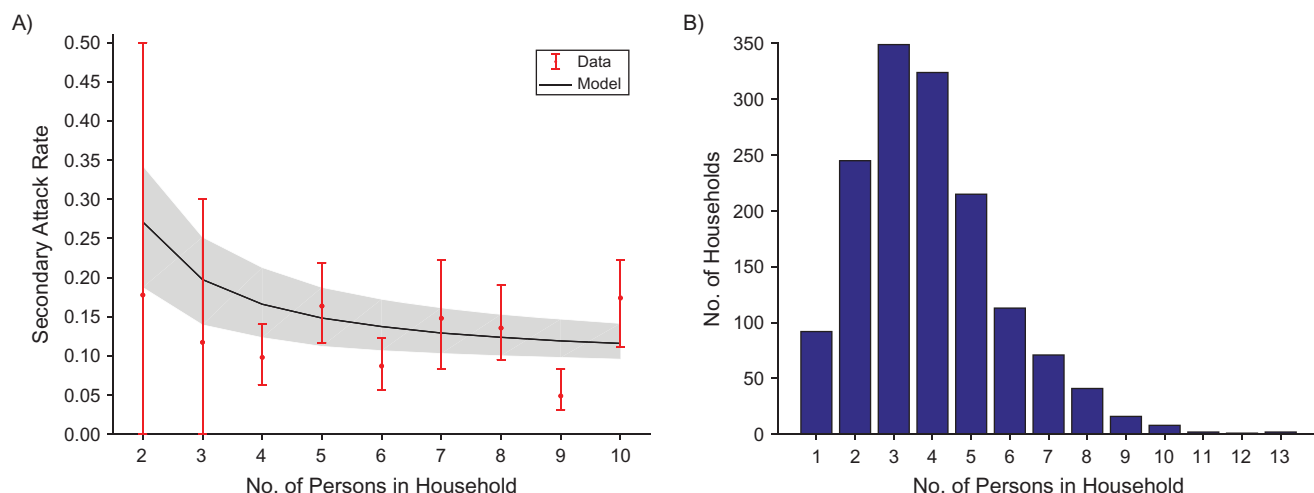 A)
Secondary Attack Rate
0.50
0.45
0.40
0.35
0.30
0.25
0.20
0.15
0.10
0.05
0.00
Data
Model
2 3 4 5 6 7 8 9 10
No. of Persons in Household
B)
No. of Households
350
300
250
200
150
100
50
0
1 2 3 4 5 6 7 8 9 10 11 12 13
No. of Persons in Household